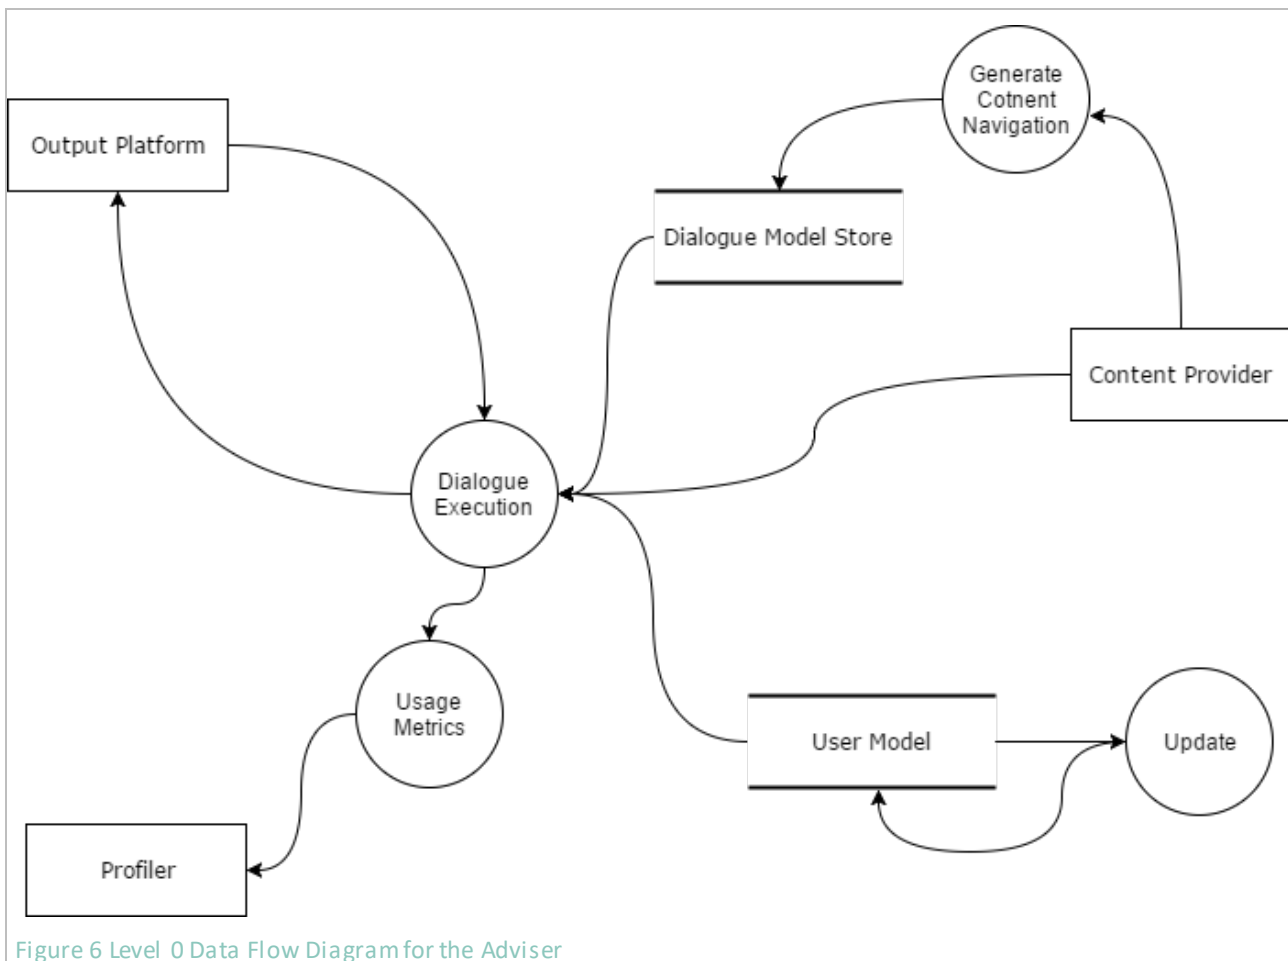 Generate
Cotnent
Navigation
Output Platform
Dialogue Model Store
Content Provider
Dialogue
Execution
Usage
Metrics
User Model
Update
Profiler
Figure 6 Level 0 Data Flow Diagram for the Adviser